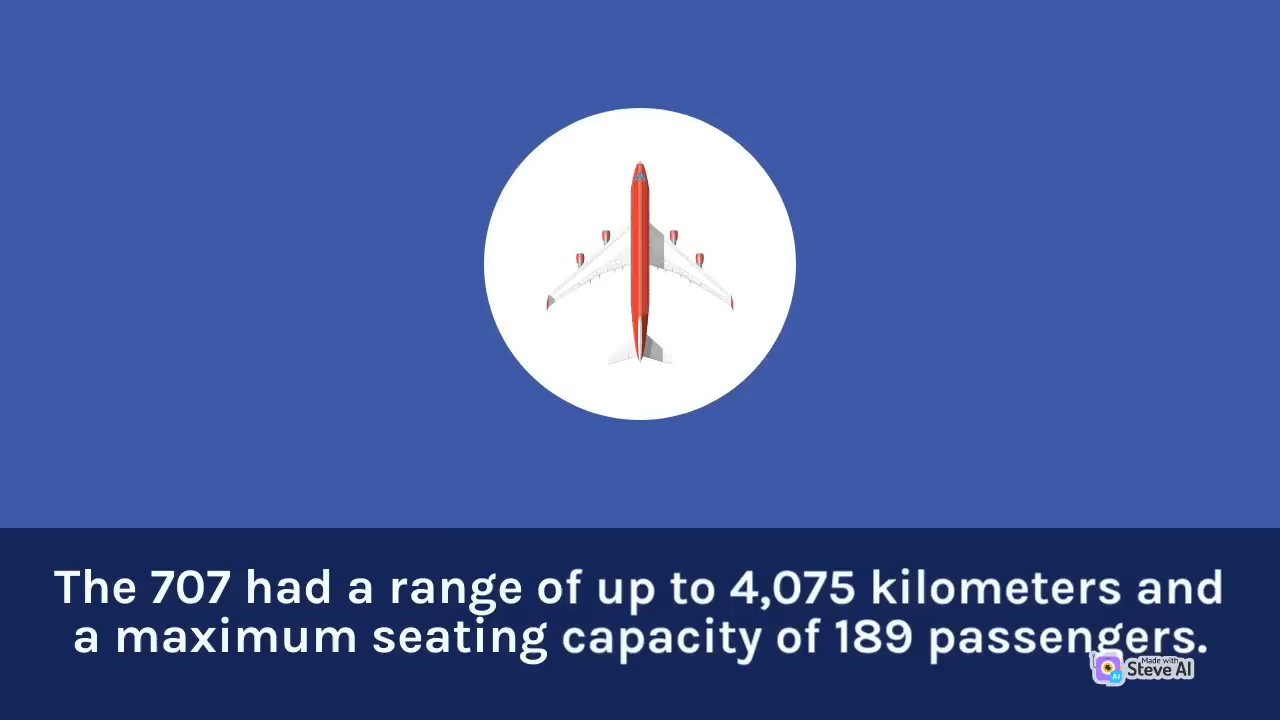 The 707 had a range of up to 4,075 kilometers and
a maximum seating capacity of 189 passengers.
Made with
Steve AI
AI